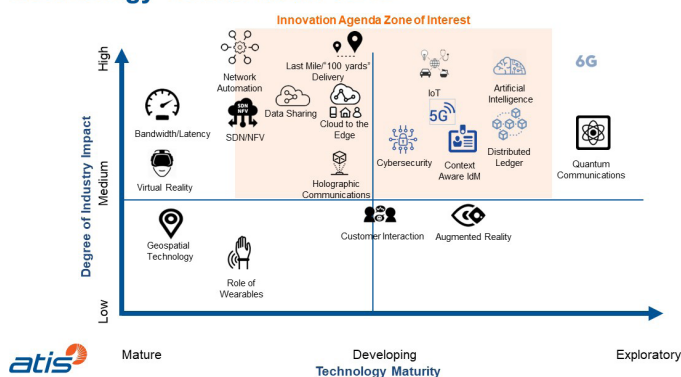 Innovation Agenda Zone of Interest
High
Medium
Low
Degree of Industry Impact
Network
Automation
Last Mile/"100 yards"
Delivery
IoT
Artificial
Intelligence
6G
Bandwidth/Latency
SDN
NFV
SDN/NFV
Data Sharing
Cloud to the
Edge
5G
Cybersecurity
Context
Aware IdM
Distributed
Ledger
Quantum
Communications
Virtual Reality
Holographic
Communications
Geospatial
Technology
Customer Interaction
Augmented Reality
Role of
Wearables
atis
Mature
Developing
Exploratory
Technology Maturity